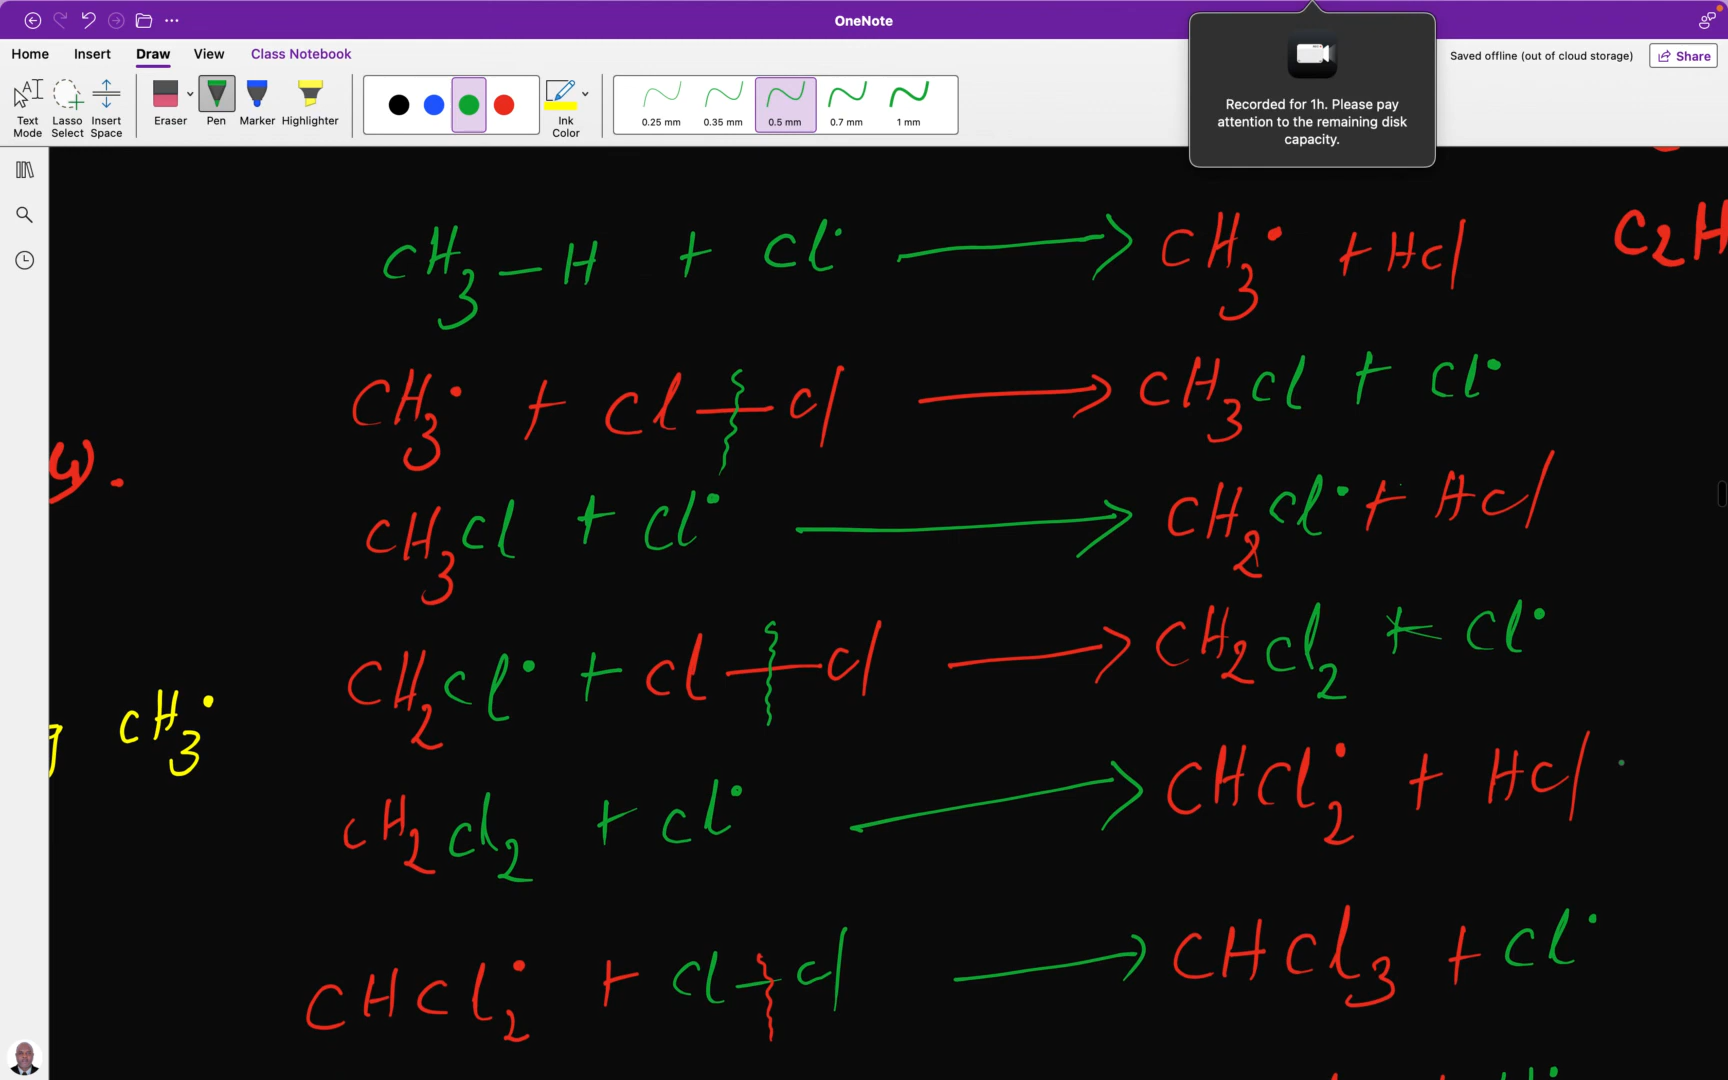 OneNote
Home Insert Draw View Class Notebook
Saved offline (out of cloud storage) Share
Text Mode
Lasso Select
Insert Space
Eraser
Pen
Marker
Highlighter
Ink Color
0.25 mm 0.35 mm 0.5 mm 0.7 mm 1 mm
Recorded for 1h. Please pay
attention to the remaining disk
capacity.
CH₃–H + Cl• ⟶ CH₃• + HCl
C₂H
CH₃• + Cl–Cl ⟶ CH₃Cl + Cl•
CH₃Cl + Cl• ⟶ CH₂Cl• + HCl
CH₂Cl• + Cl–Cl ⟶ CH₂Cl₂ + Cl•
CH₃•
CH₂Cl₂ + Cl• ⟶ CHCl₂• + HCl
CHCl₂• + Cl–Cl ⟶ CHCl₃ + Cl•